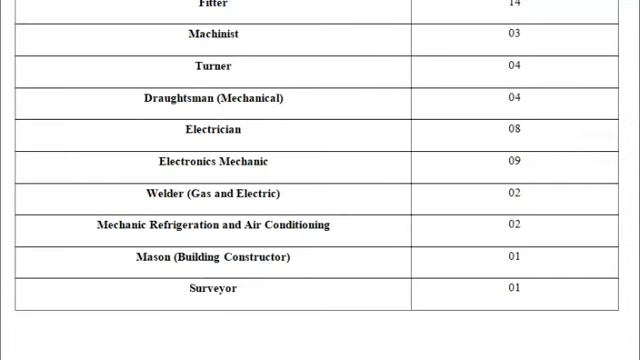 Fitter 14
Machinist 03
Turner 04
Draughtsman (Mechanical) 04
Electrician 08
Electronics Mechanic 09
Welder (Gas and Electric) 02
Mechanic Refrigeration and Air Conditioning 02
Mason (Building Constructor) 01
Surveyor 01